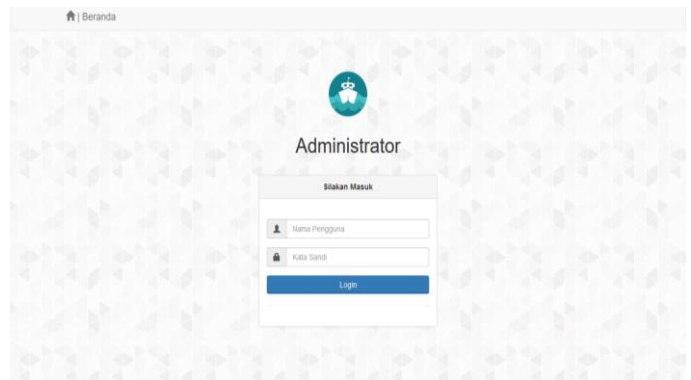 | Beranda
Administrator
Silakan Masuk
Nama Pengguna
Kata Sandi
Login